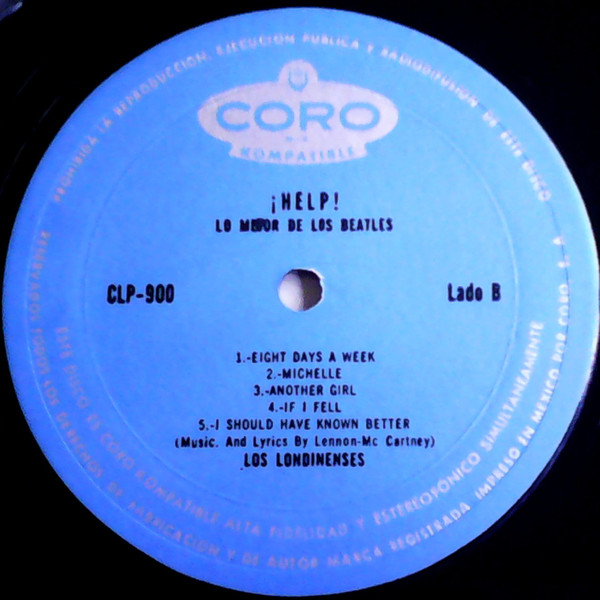 PROHIBIDA LA REPRODUCCION, EJECUCION PUBLICA Y RADIODIFUSION DE ESTE DISCO
CORO
KOMPATIBLE
¡HELP!
LO MEJOR DE LOS BEATLES
CLP-900
Lado B
1.-EIGHT DAYS A WEEK
2.-MICHELLE
3.-ANOTHER GIRL
4.-IF I FELL
5.-I SHOULD HAVE KNOWN BETTER
(Music. And Lyrics By Lennon-Mc Cartney)
LOS LONDINENSES
ESTE DISCO ES CORO KOMPATIBLE ALTA FIDELIDAD Y ESTEREOFÓNICO SIMULTANEAMENTE
RESERVADOS TODOS LOS DERECHOS DE FABRICACION Y DE AUTOR MARCA REGISTRADA IMPRESO EN MEXICO POR CORO, S. A.